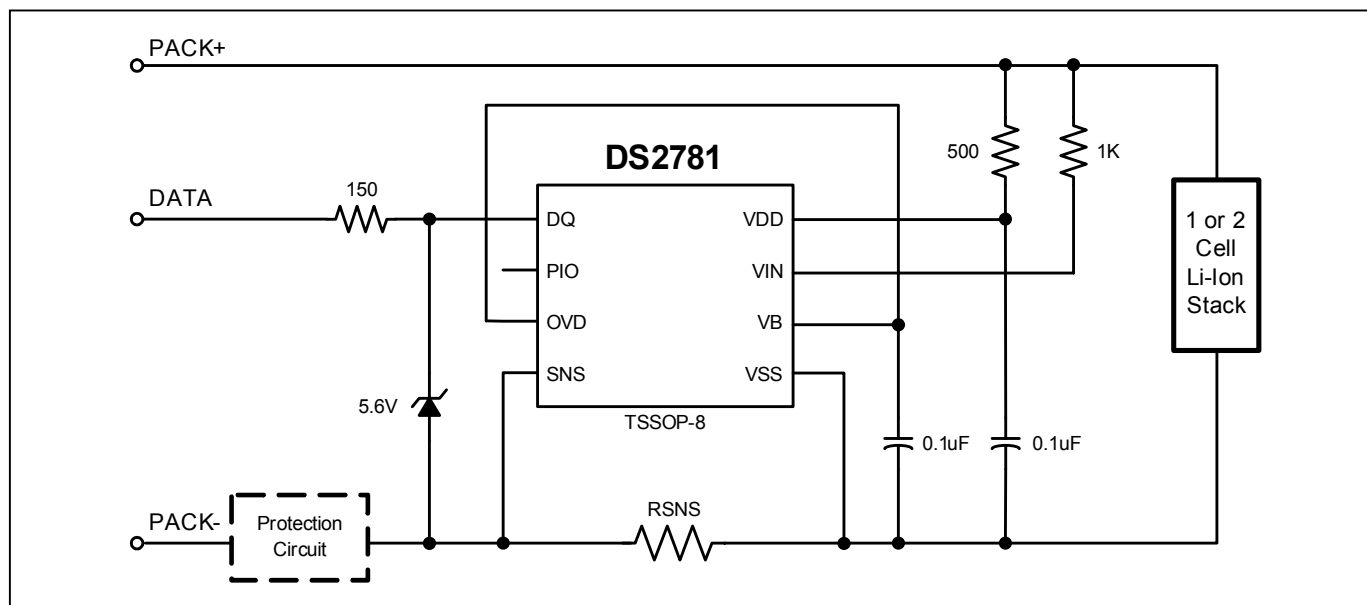 PACK+
DS2781
500
1K
150
DATA
DQ
VDD
1 or 2
Cell
Li-Ion
Stack
PIO
VIN
OVD
VB
SNS
VSS
5.6V
TSSOP-8
0.1uF
0.1uF
RSNS
PACK-
Protection
Circuit